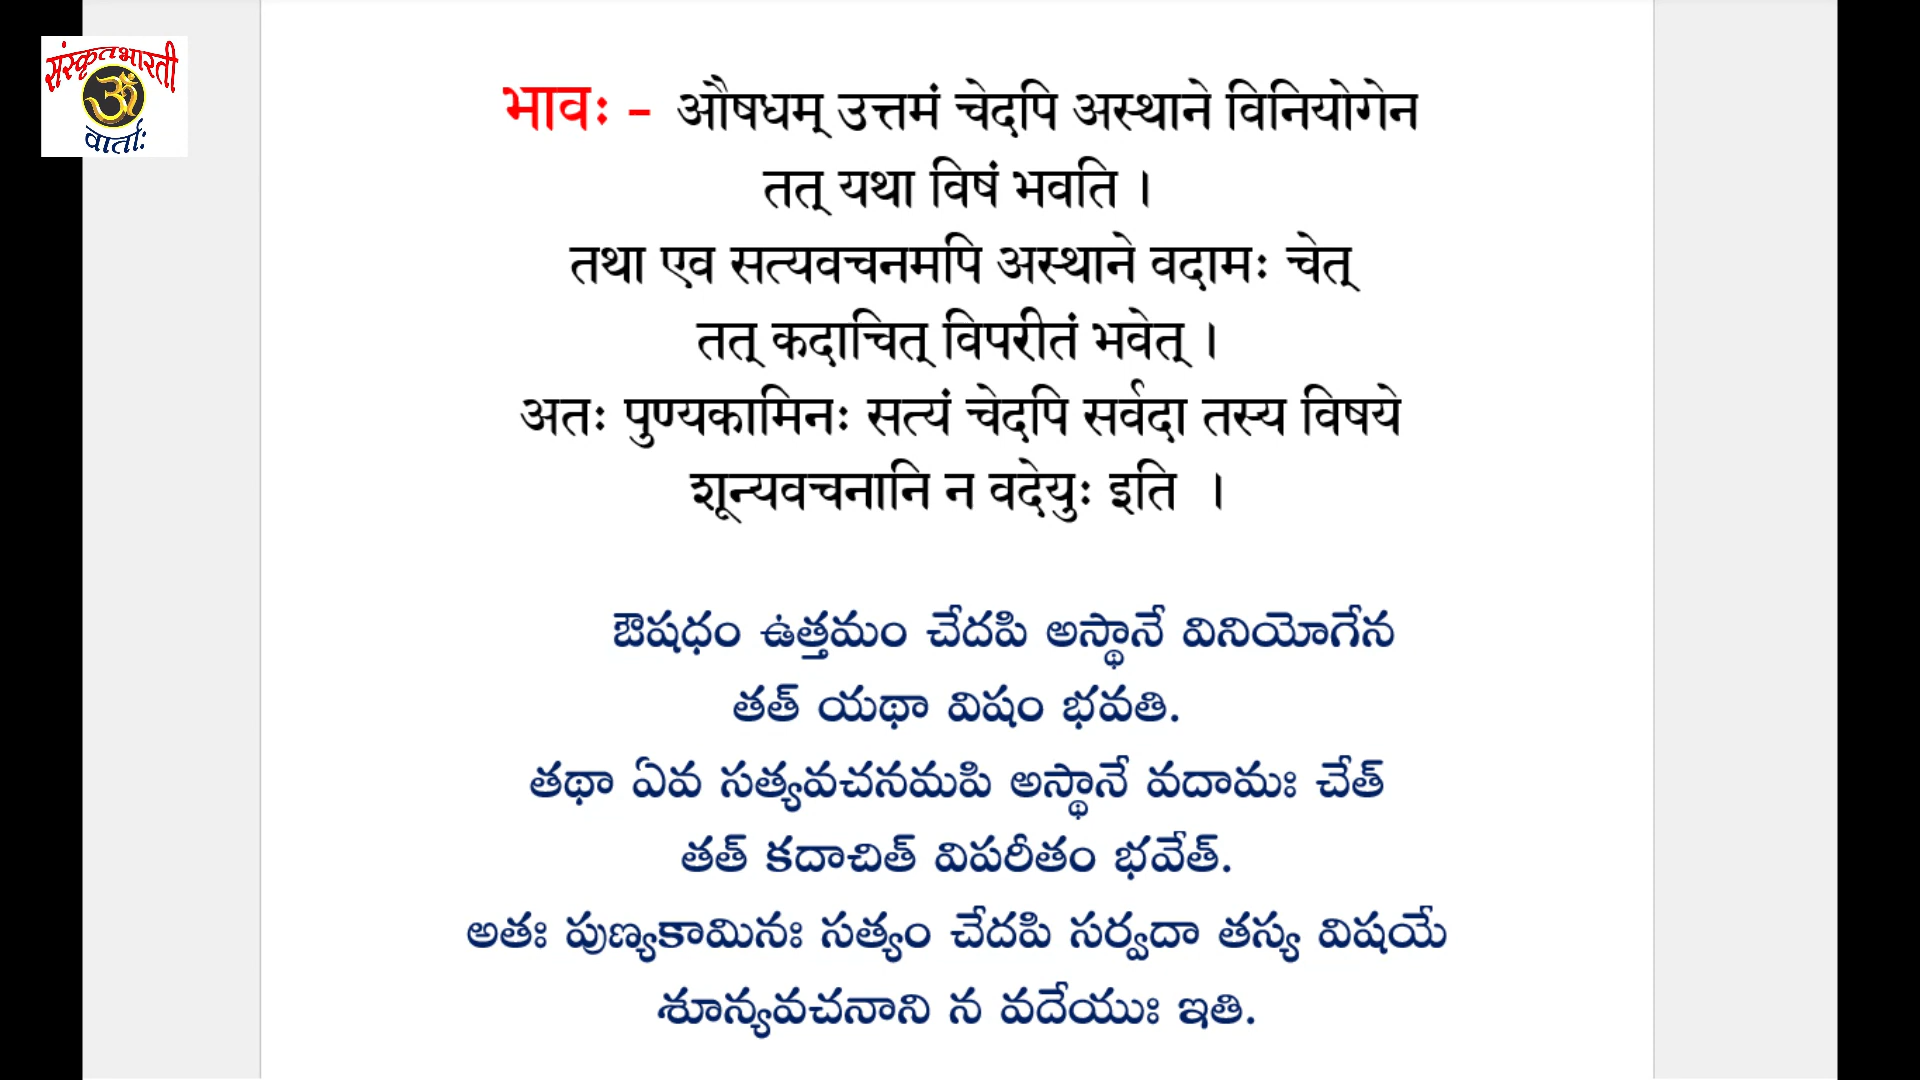 संस्कृतभारती
ॐ
वार्ताः
भावः - औषधम् उत्तमं चेदपि अस्थाने विनियोगेन
तत् यथा विषं भवति ।
तथा एव सत्यवचनमपि अस्थाने वदामः चेत्
तत् कदाचित् विपरीतं भवेत् ।
अतः पुण्यकामिनः सत्यं चेदपि सर्वदा तस्य विषये
शून्यवचनानि न वदेयुः इति ।
ఔషధం ఉత్తమం చేదపి అస్థానే వినియోగేన
తత్ యథా విషం భవతి.
తథా ఏవ సత్యవచనమపి అస్థానే వదామః చేత్
తత్ కదాచిత్ విపరీతం భవేత్.
అతః పుణ్యకామినః సత్యం చేదపి సర్వదా తస్య విషయే
శూన్యవచనాని న వదేయుః ఇతి.